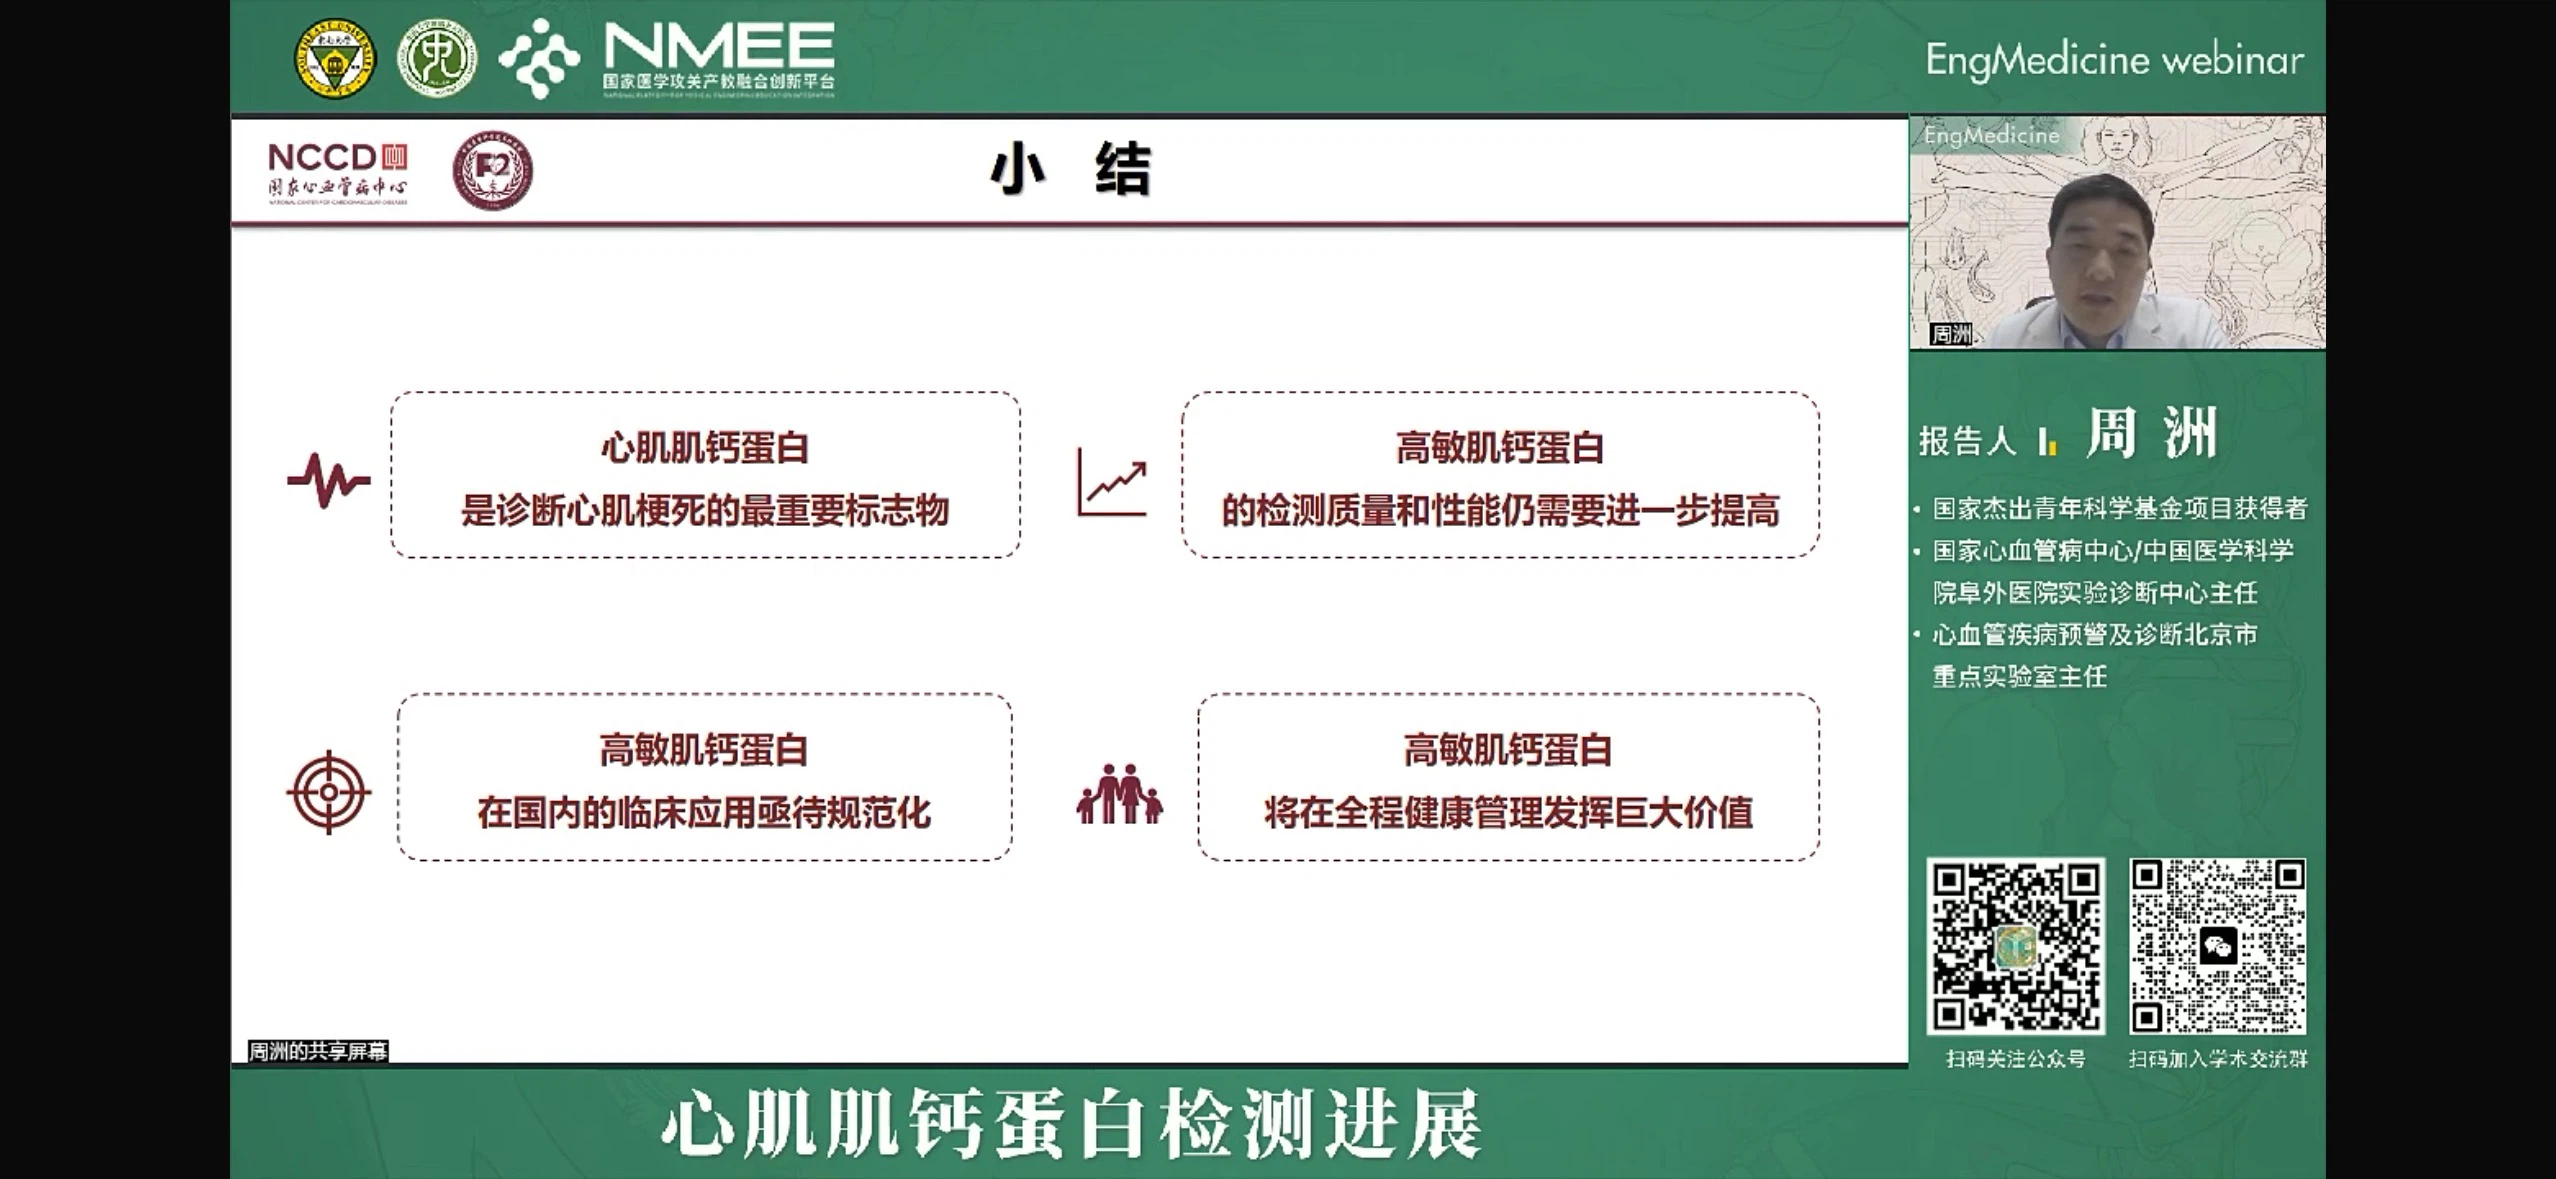 NMEE
国家医学攻关产教融合创新平台
EngMedicine webinar
NCCD
国家心血管病中心
NATIONAL CENTER FOR CARDIOVASCULAR DISEASES
小 结
心肌肌钙蛋白
是诊断心肌梗死的最重要标志物
高敏肌钙蛋白
的检测质量和性能仍需要进一步提高
高敏肌钙蛋白
在国内的临床应用亟待规范化
高敏肌钙蛋白
将在全程健康管理发挥巨大价值
周洲的共享屏幕
EngMedicine
周洲
报告人 周 洲
• 国家杰出青年科学基金项目获得者
• 国家心血管病中心/中国医学科学
院阜外医院实验诊断中心主任
• 心血管疾病预警及诊断北京市
重点实验室主任
扫码关注公众号
扫码加入学术交流群
心肌肌钙蛋白检测进展